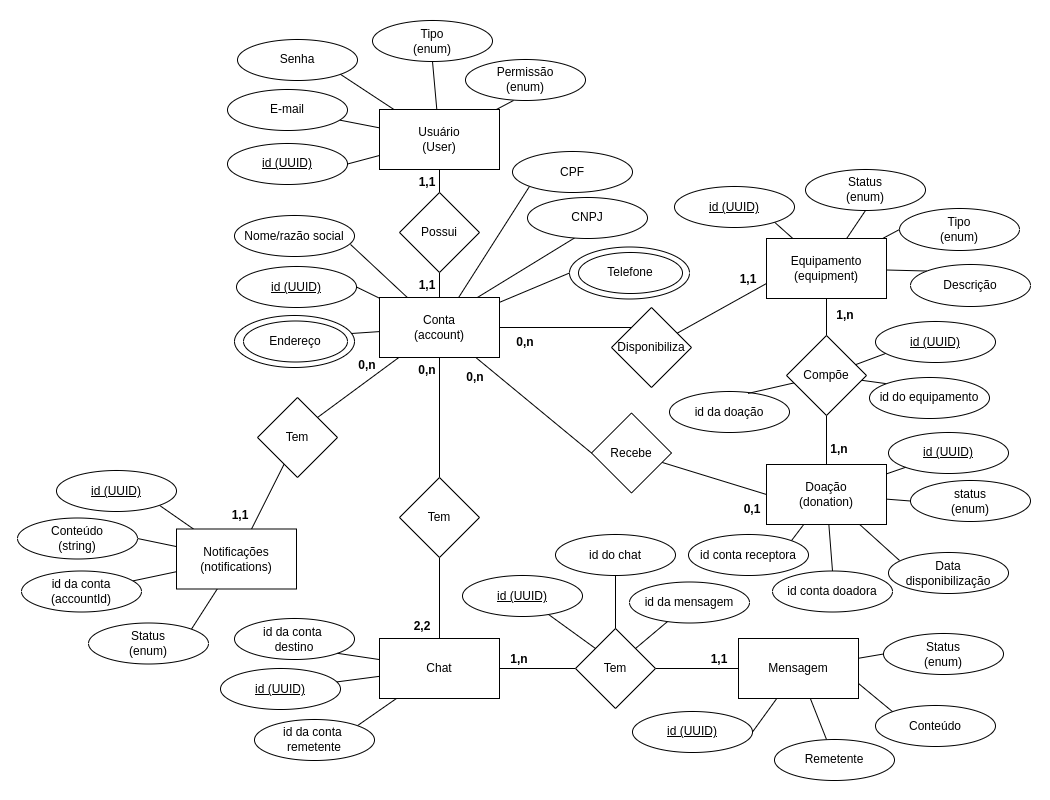 Tipo
(enum)
Senha
Permissão
(enum)
E-mail
Usuário
(User)
id (UUID)
1,1
CPF
Possui
CNPJ
Nome/razão social
Telefone
id (UUID)
1,1
Conta
(account)
Endereço
id (UUID)
Status
(enum)
Tipo
(enum)
Equipamento
(equipment)
1,1
Descrição
1,n
0,n
Disponibiliza
id (UUID)
Compõe
id do equipamento
id da doação
0,n
0,n
0,n
Tem
Recebe
1,n
id (UUID)
Doação
(donation)
status
(enum)
0,1
id conta receptora
id conta doadora
Data
disponibilização
id (UUID)
1,1
Tem
Conteúdo
(string)
Notificações
(notifications)
id da conta
(accountId)
Status
(enum)
id do chat
id (UUID)
id da mensagem
2,2
id da conta
destino
Chat
1,n
Tem
1,1
Mensagem
Status
(enum)
id (UUID)
id da conta
remetente
id (UUID)
Conteúdo
Remetente